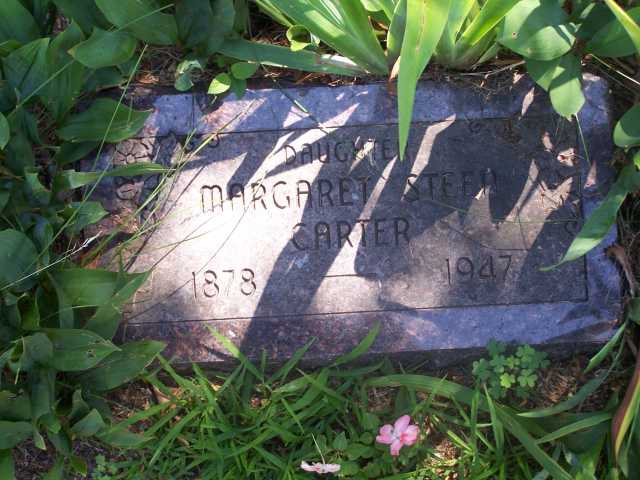 DAUGHTER
MARGARET STEEN
CARTER
1878 — 1947